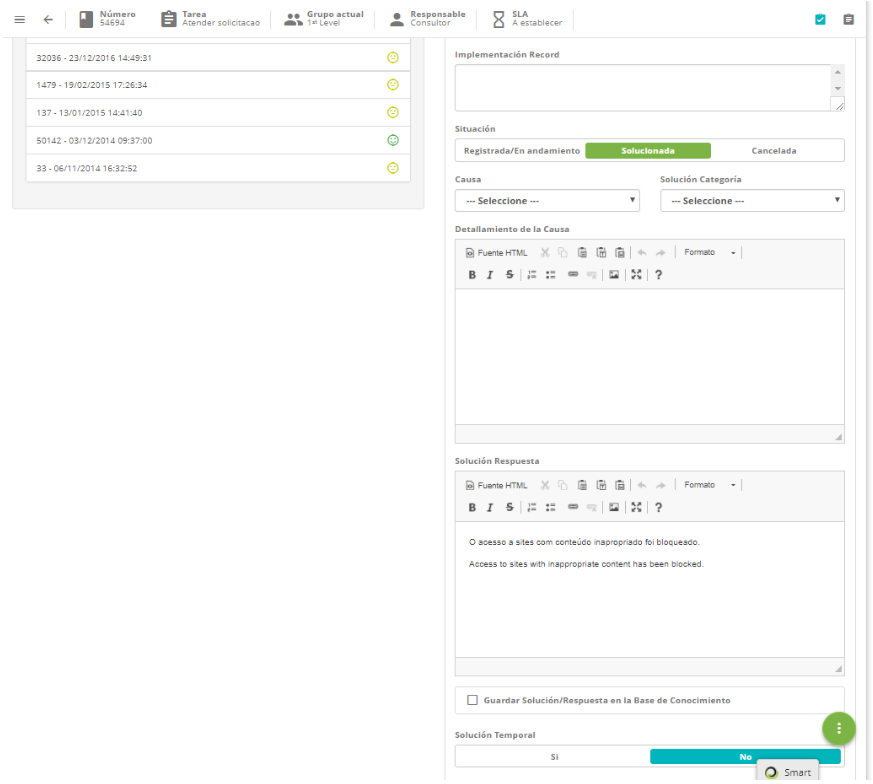 Número
54694
Tarea
Atender solicitacao
Grupo actual
1st Level
Responsable
Consultor
SLA
A establecer
32036 - 23/12/2016 14:49:31
1479 - 19/02/2015 17:26:34
137 - 13/01/2015 14:41:40
50142 - 03/12/2014 09:37:00
33 - 06/11/2014 16:32:52
Implementación Record
Situación
Registrada/En andamiento Solucionada Cancelada
Causa Solución Categoría
--- Seleccione --- --- Seleccione ---
Detallamiento de la Causa
Fuente HTML Formato
B I S ?
Solución Respuesta
Fuente HTML Formato
B I S ?
O acesso a sites com conteúdo inapropriado foi bloqueado.
Access to sites with inappropriate content has been blocked.
Guardar Solución/Respuesta en la Base de Conocimiento
Solución Temporal
Si No
Smart